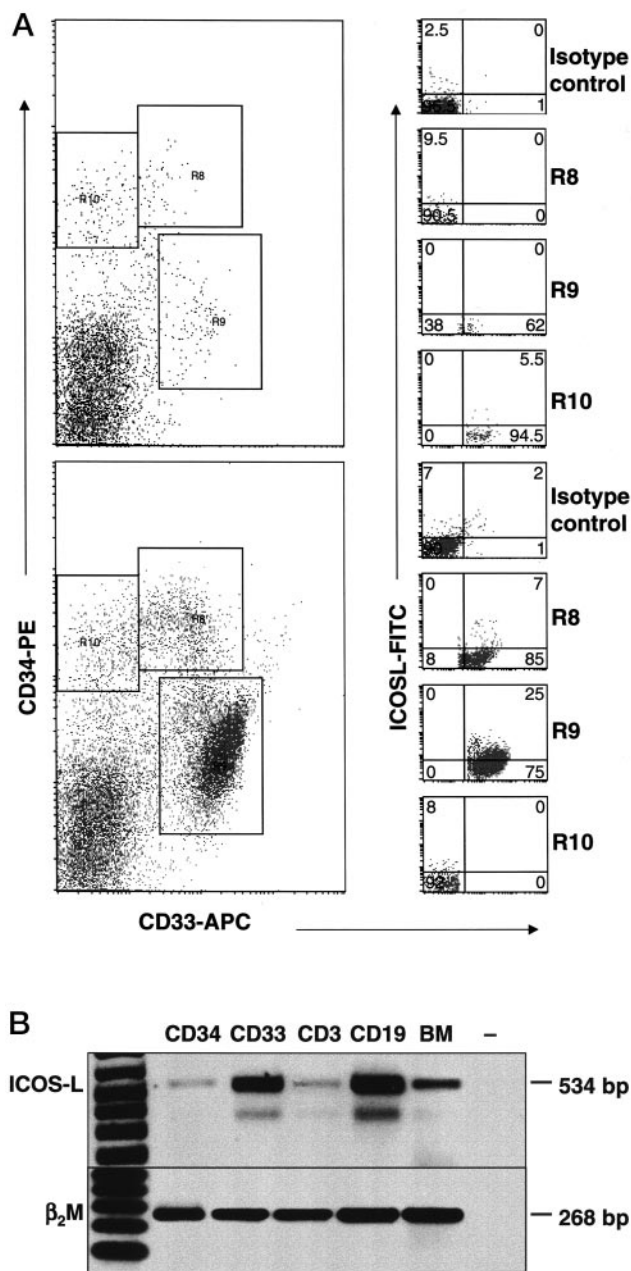 A
R8
R10
R9
R8
R10
CD34-PE
CD33-APC
ICOSL-FITC
2.5 0
1
Isotype
control
9.5 0
90.5 0
R8
0 0
38 62
R9
0 5.5
0 94.5
R10
7 2
1
Isotype
control
0 7
8 85
R8
0 25
0 75
R9
8 0
92 0
R10
B
CD34 CD33 CD3 CD19 BM –
ICOS-L
534 bp
β₂M
268 bp